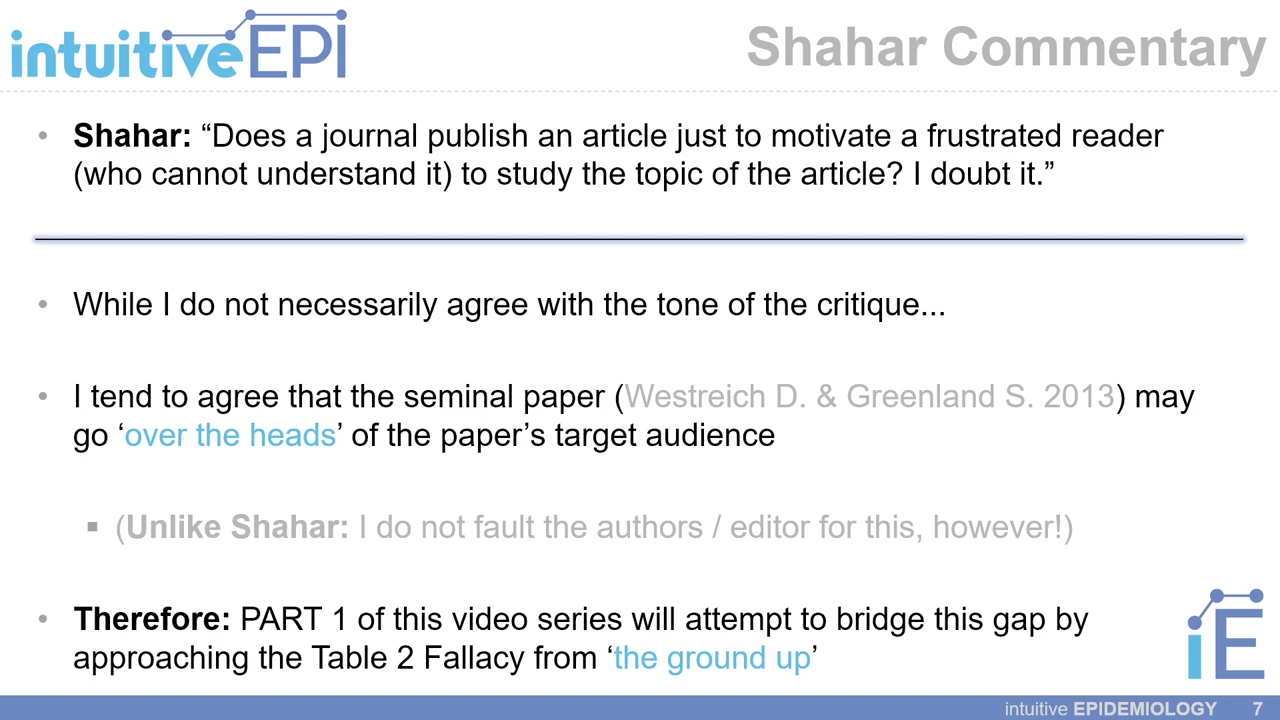 intuitiveEPI
Shahar Commentary
• Shahar: “Does a journal publish an article just to motivate a frustrated reader
(who cannot understand it) to study the topic of the article? I doubt it.”
• While I do not necessarily agree with the tone of the critique...
• I tend to agree that the seminal paper (Westreich D. & Greenland S. 2013) may
go ‘over the heads’ of the paper’s target audience
▪ (Unlike Shahar: I do not fault the authors / editor for this, however!)
• Therefore: PART 1 of this video series will attempt to bridge this gap by
approaching the Table 2 Fallacy from ‘the ground up’
iE
intuitive EPIDEMIOLOGY 7